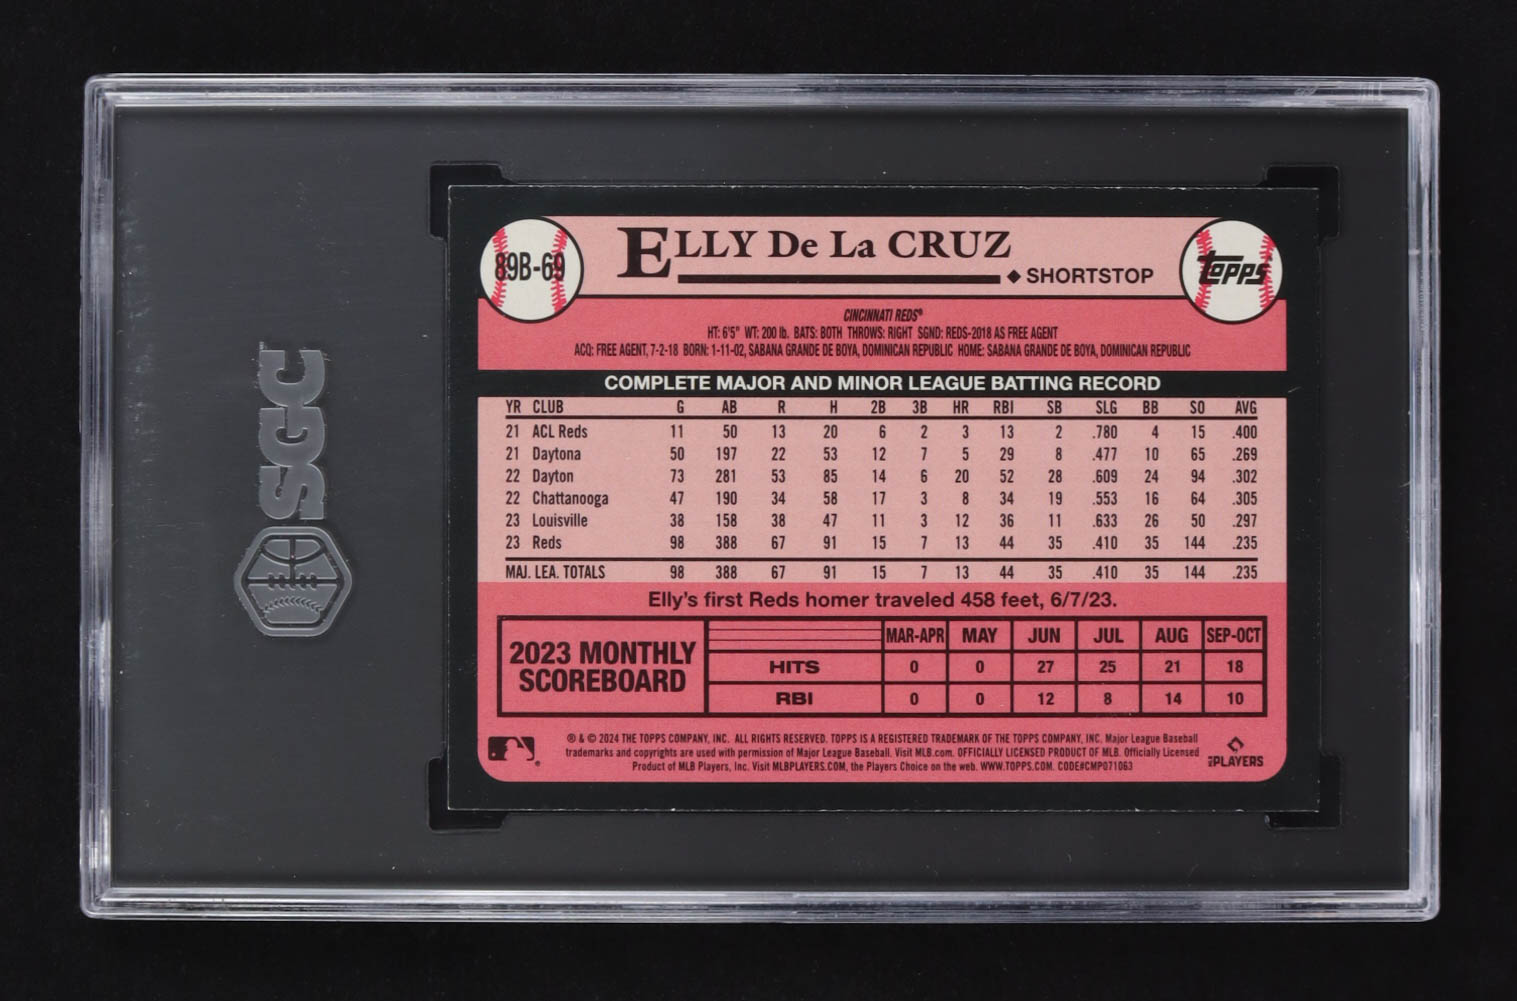 SGC
89B-69
ELLY De La CRUZ
◆ SHORTSTOP
TOPPS
CINCINNATI REDS®
HT: 6'5" WT: 200 lb. BATS: BOTH THROWS: RIGHT SGND: REDS-2018 AS FREE AGENT
ACQ: FREE AGENT, 7-2-18 BORN: 1-11-02, SABANA GRANDE DE BOYA, DOMINICAN REPUBLIC HOME: SABANA GRANDE DE BOYA, DOMINICAN REPUBLIC
COMPLETE MAJOR AND MINOR LEAGUE BATTING RECORD
YR CLUB G AB R H 2B 3B HR RBI SB SLG BB SO AVG
21 ACL Reds 11 50 13 20 6 2 3 13 2 .780 4 15 .400
21 Daytona 50 197 22 53 12 7 5 29 8 .477 10 65 .269
22 Dayton 73 281 53 85 14 6 20 52 28 .609 24 94 .302
22 Chattanooga 47 190 34 58 17 3 8 34 19 .553 16 64 .305
23 Louisville 38 158 38 47 11 3 12 36 11 .633 26 50 .297
23 Reds 98 388 67 91 15 7 13 44 35 .410 35 144 .235
MAJ. LEA. TOTALS 98 388 67 91 15 7 13 44 35 .410 35 144 .235
Elly's first Reds homer traveled 458 feet, 6/7/23.
2023 MONTHLY
SCOREBOARD
MAR-APR MAY JUN JUL AUG SEP-OCT
HITS 0 0 27 25 21 18
RBI 0 0 12 8 14 10
® & © 2024 THE TOPPS COMPANY, INC. ALL RIGHTS RESERVED. TOPPS IS A REGISTERED TRADEMARK OF THE TOPPS COMPANY, INC. Major League Baseball
trademarks and copyrights are used with permission of Major League Baseball. Visit MLB.com. OFFICIALLY LICENSED PRODUCT OF MLB. Officially Licensed
Product of MLB Players, Inc. Visit MLBPLAYERS.COM, the Players Choice on the web. WWW.TOPPS.COM. CODE#CMP071063
MLB PLAYERS